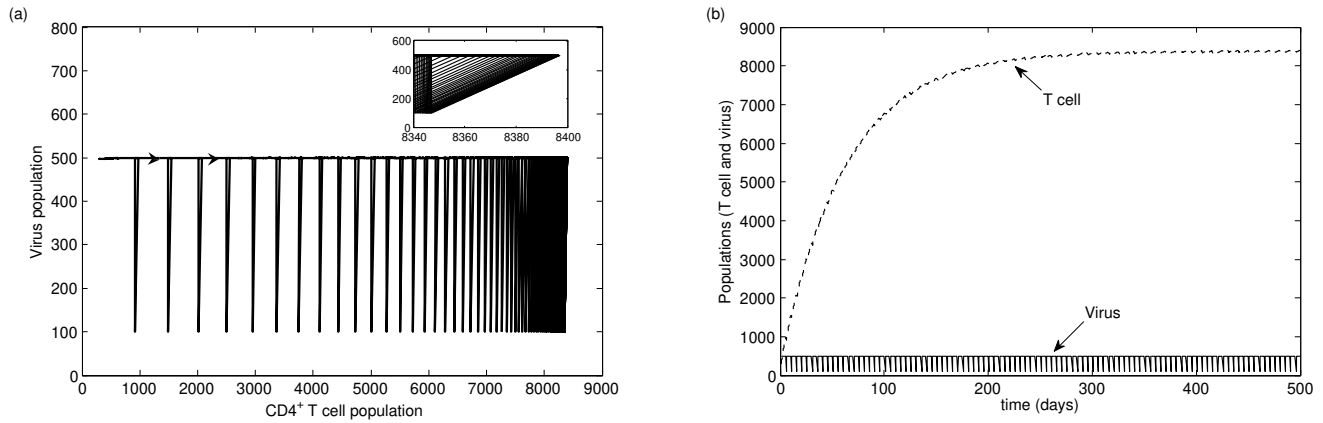 (a)
800
700
600
500
400
300
200
100
0
Virus population
0 1000 2000 3000 4000 5000 6000 7000 8000 9000
CD4+ T cell population
600
400
200
0
8340 8360 8380 8400
(b)
9000
8000
7000
6000
5000
4000
3000
2000
1000
0
Populations (T cell and virus)
T cell
Virus
0 100 200 300 400 500
time (days)